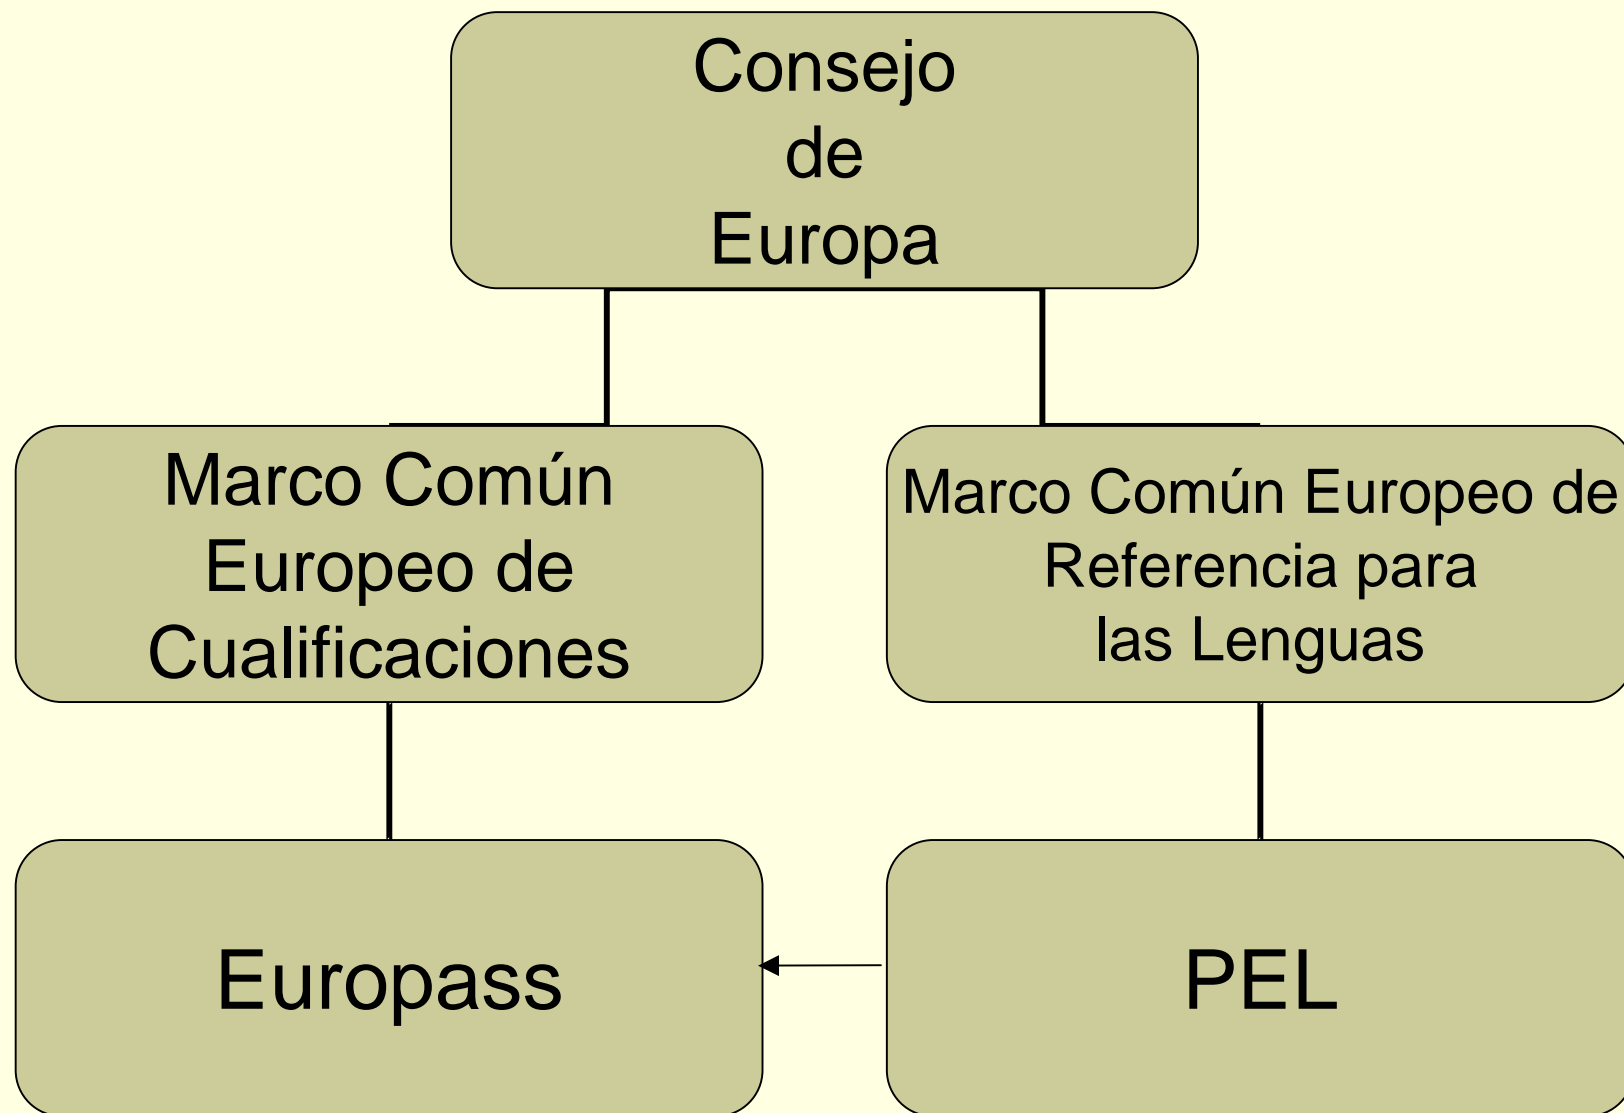 Consejo
de
Europa
Marco Común
Europeo de
Cualificaciones
Marco Común Europeo de
Referencia para
las Lenguas
Europass
PEL